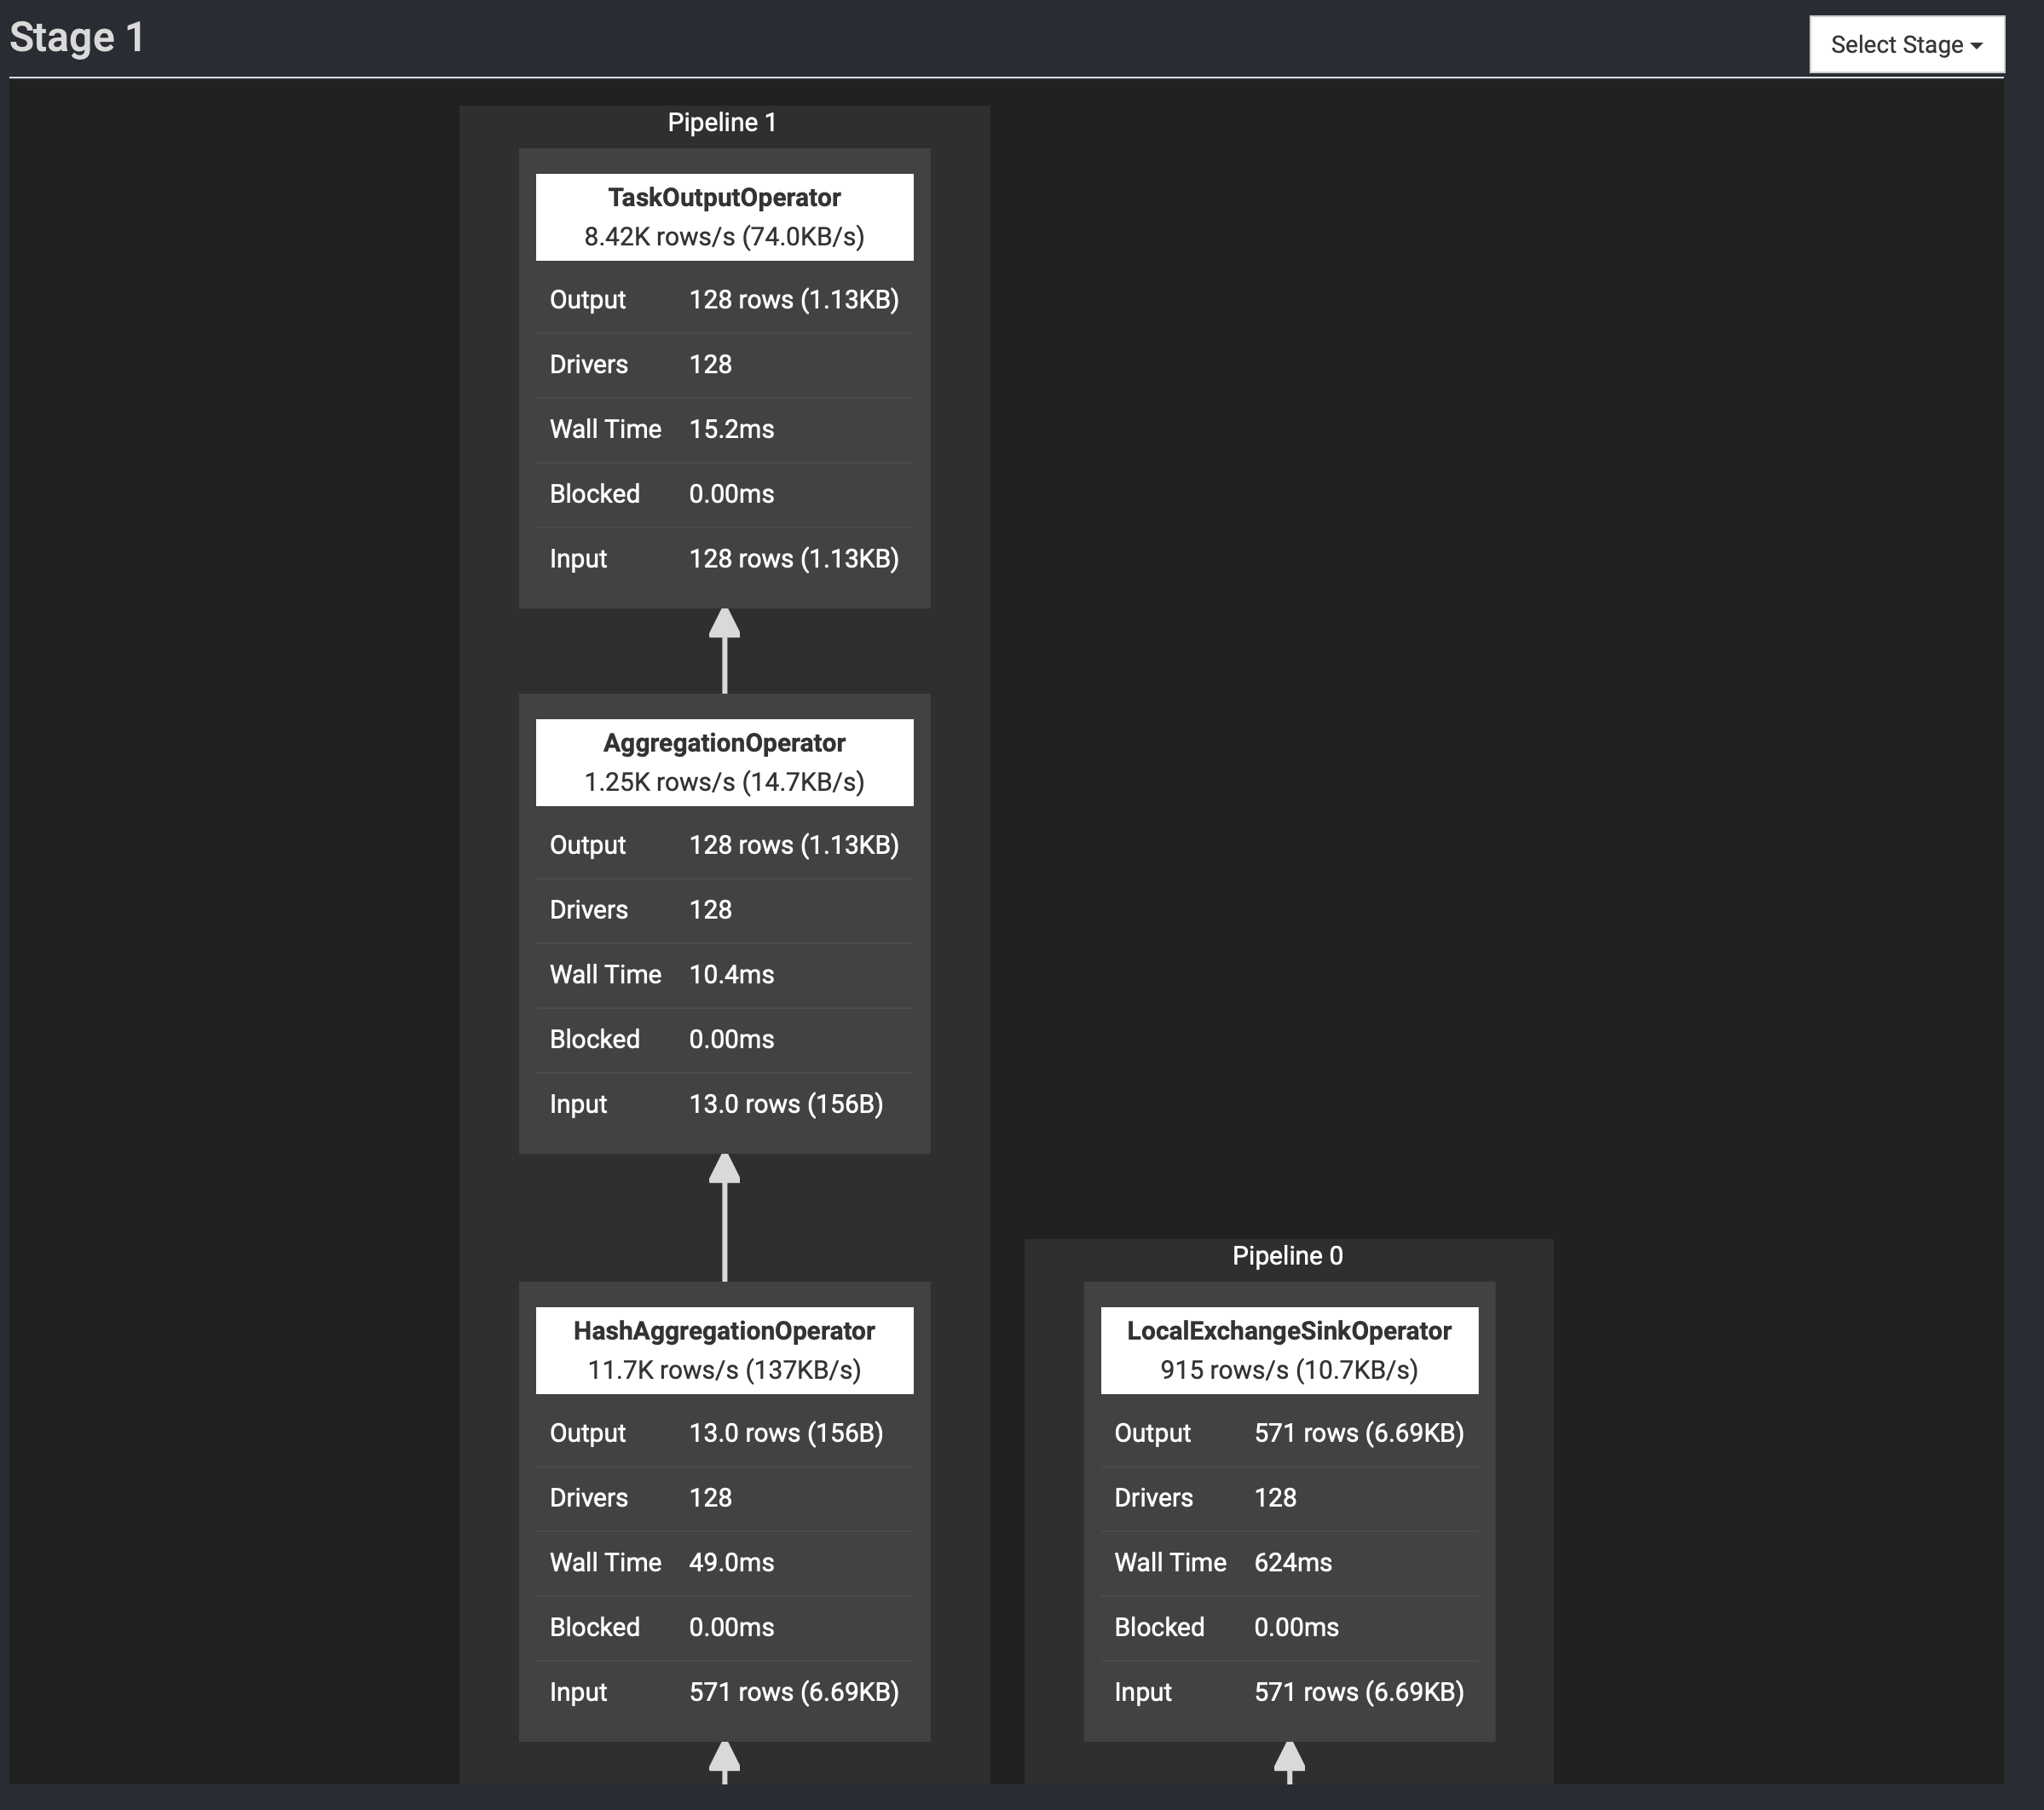 Stage 1
Select Stage
Pipeline 1
TaskOutputOperator
8.42K rows/s (74.0KB/s)
Output 128 rows (1.13KB)
Drivers 128
Wall Time 15.2ms
Blocked 0.00ms
Input 128 rows (1.13KB)
AggregationOperator
1.25K rows/s (14.7KB/s)
Output 128 rows (1.13KB)
Drivers 128
Wall Time 10.4ms
Blocked 0.00ms
Input 13.0 rows (156B)
HashAggregationOperator
11.7K rows/s (137KB/s)
Output 13.0 rows (156B)
Drivers 128
Wall Time 49.0ms
Blocked 0.00ms
Input 571 rows (6.69KB)
Pipeline 0
LocalExchangeSinkOperator
915 rows/s (10.7KB/s)
Output 571 rows (6.69KB)
Drivers 128
Wall Time 624ms
Blocked 0.00ms
Input 571 rows (6.69KB)